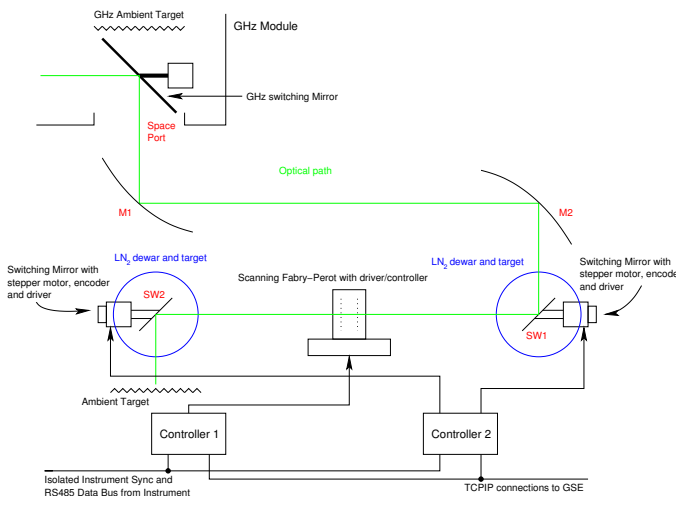 GHz Ambient Target
GHz Module
GHz switching Mirror
Space
Port
Optical path
M1
M2
LN2 dewar and target
LN2 dewar and target
Switching Mirror with
stepper motor, encoder
and driver
Scanning Fabry–Perot with driver/controller
Switching Mirror with
stepper motor, encode
and driver
SW2
SW1
Ambient Target
Controller 1
Controller 2
Isolated Instrument Sync and
RS485 Data Bus from Instrument
TCPIP connections to GSE